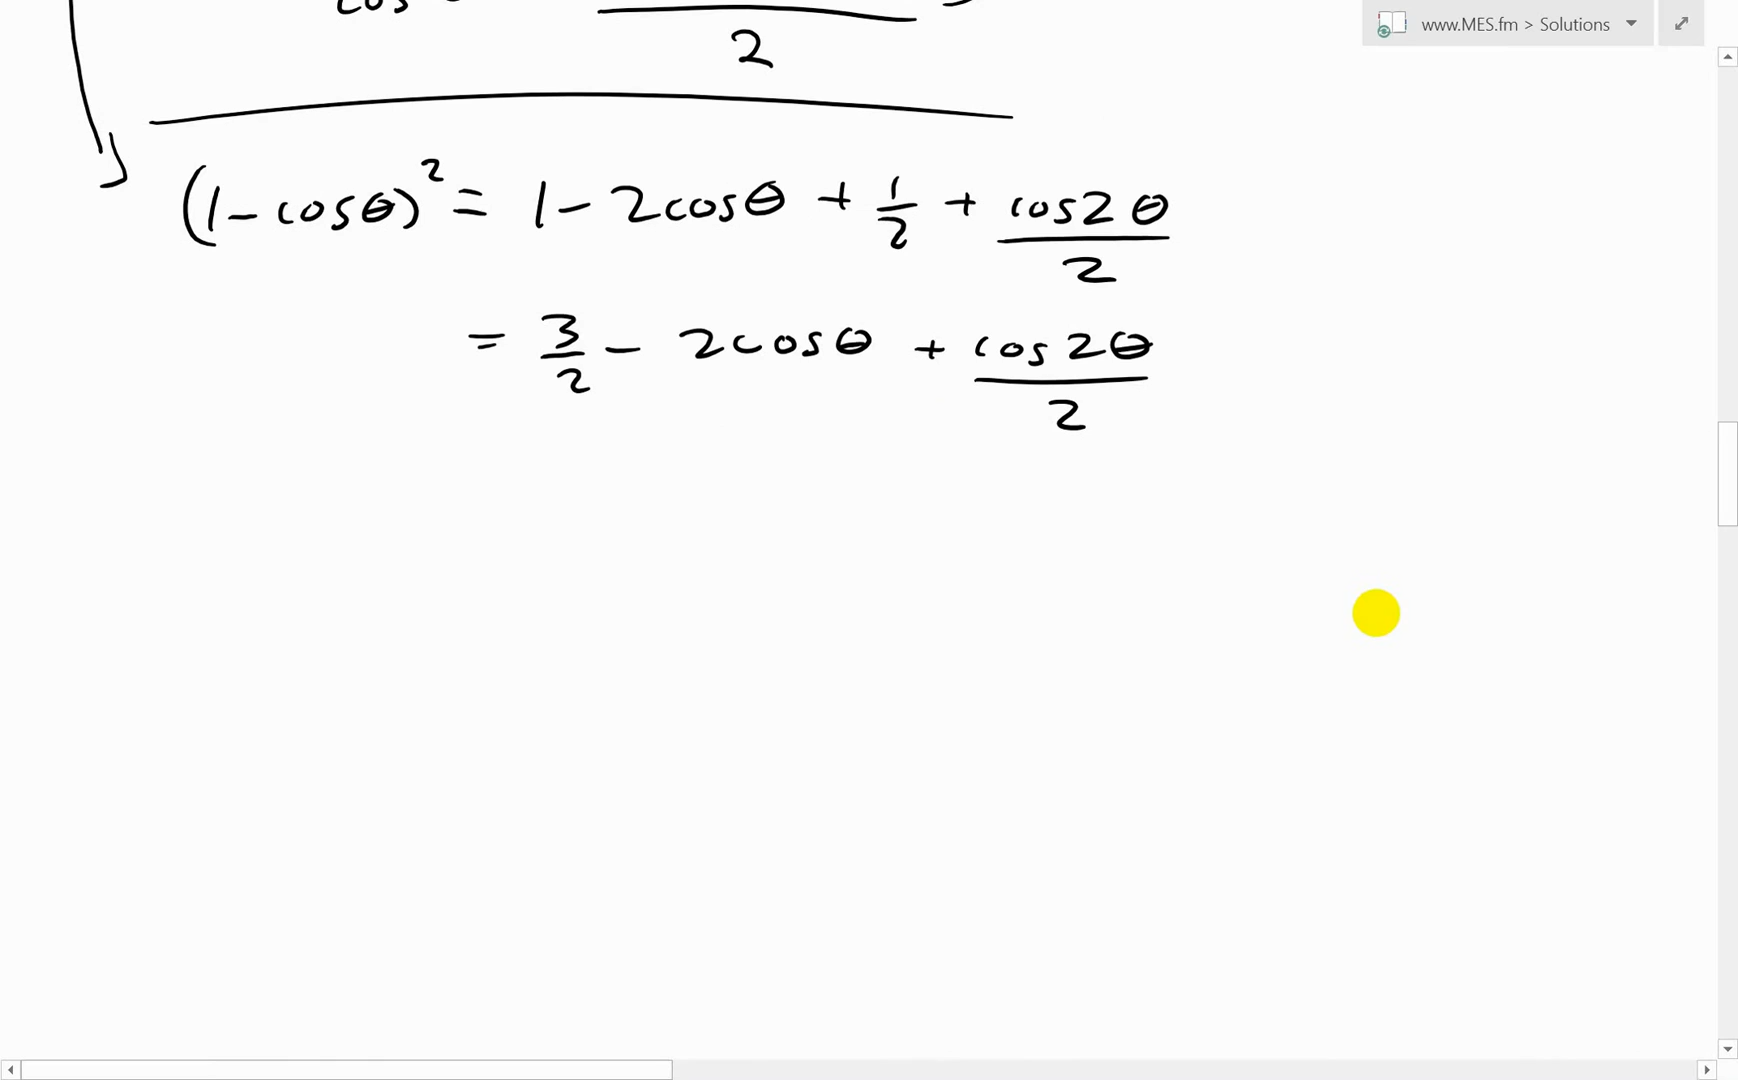 www.MES.fm > Solutions
cos
2
(1 - cosθ)² = 1 - 2cosθ + 1/2 + cos2θ/2
= 3/2 - 2cosθ + cos2θ/2